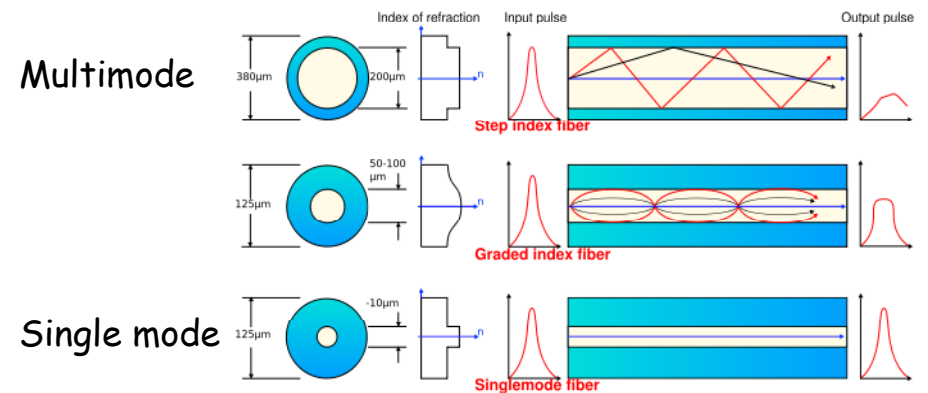 Index of refraction Input pulse Output pulse
Multimode
380μm
200μm
n
Step index fiber
50-100
μm
125μm
n
Graded index fiber
Single mode
-10μm
125μm
n
Singlemode fiber